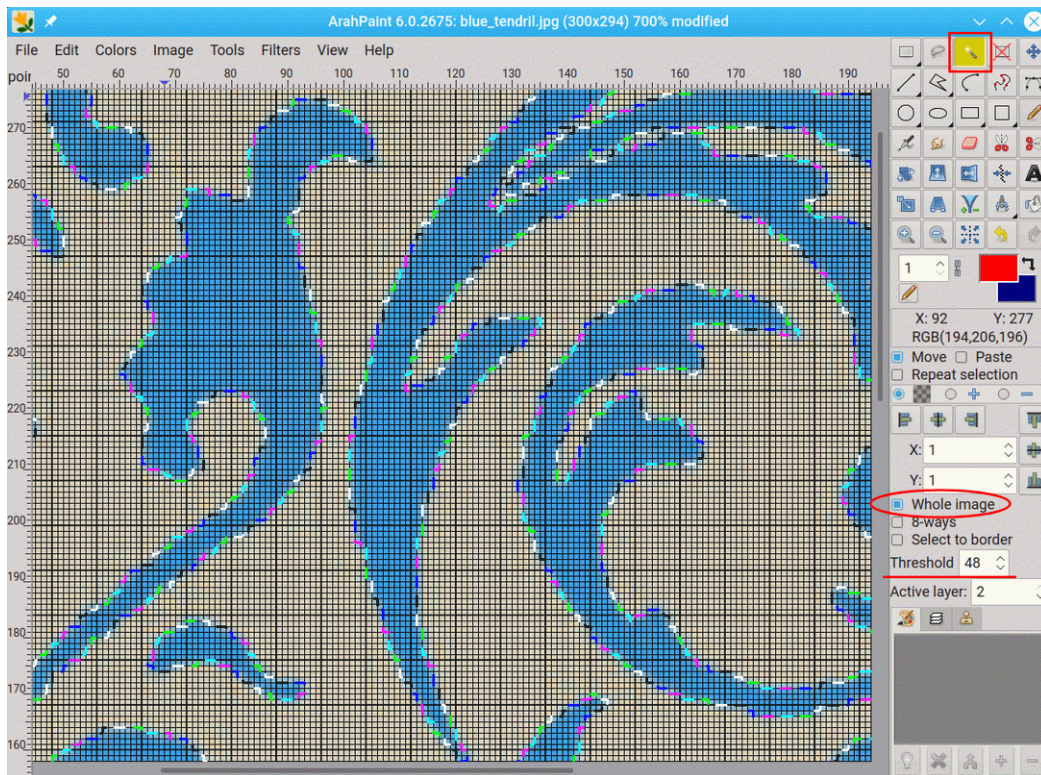 ArahPaint 6.0.2675: blue_tendril.jpg (300x294) 700% modified
File Edit Colors Image Tools Filters View Help
poir 50 60 70 80 90 100 110 120 130 140 150 160 170 180 190
270
260
250
240
230
220
210
200
190
180
170
160
A
1
X: 92 Y: 277
RGB(194,206,196)
Move Paste
Repeat selection
X: 1
Y: 1
Whole image
8-ways
Select to border
Threshold 48
Active layer: 2